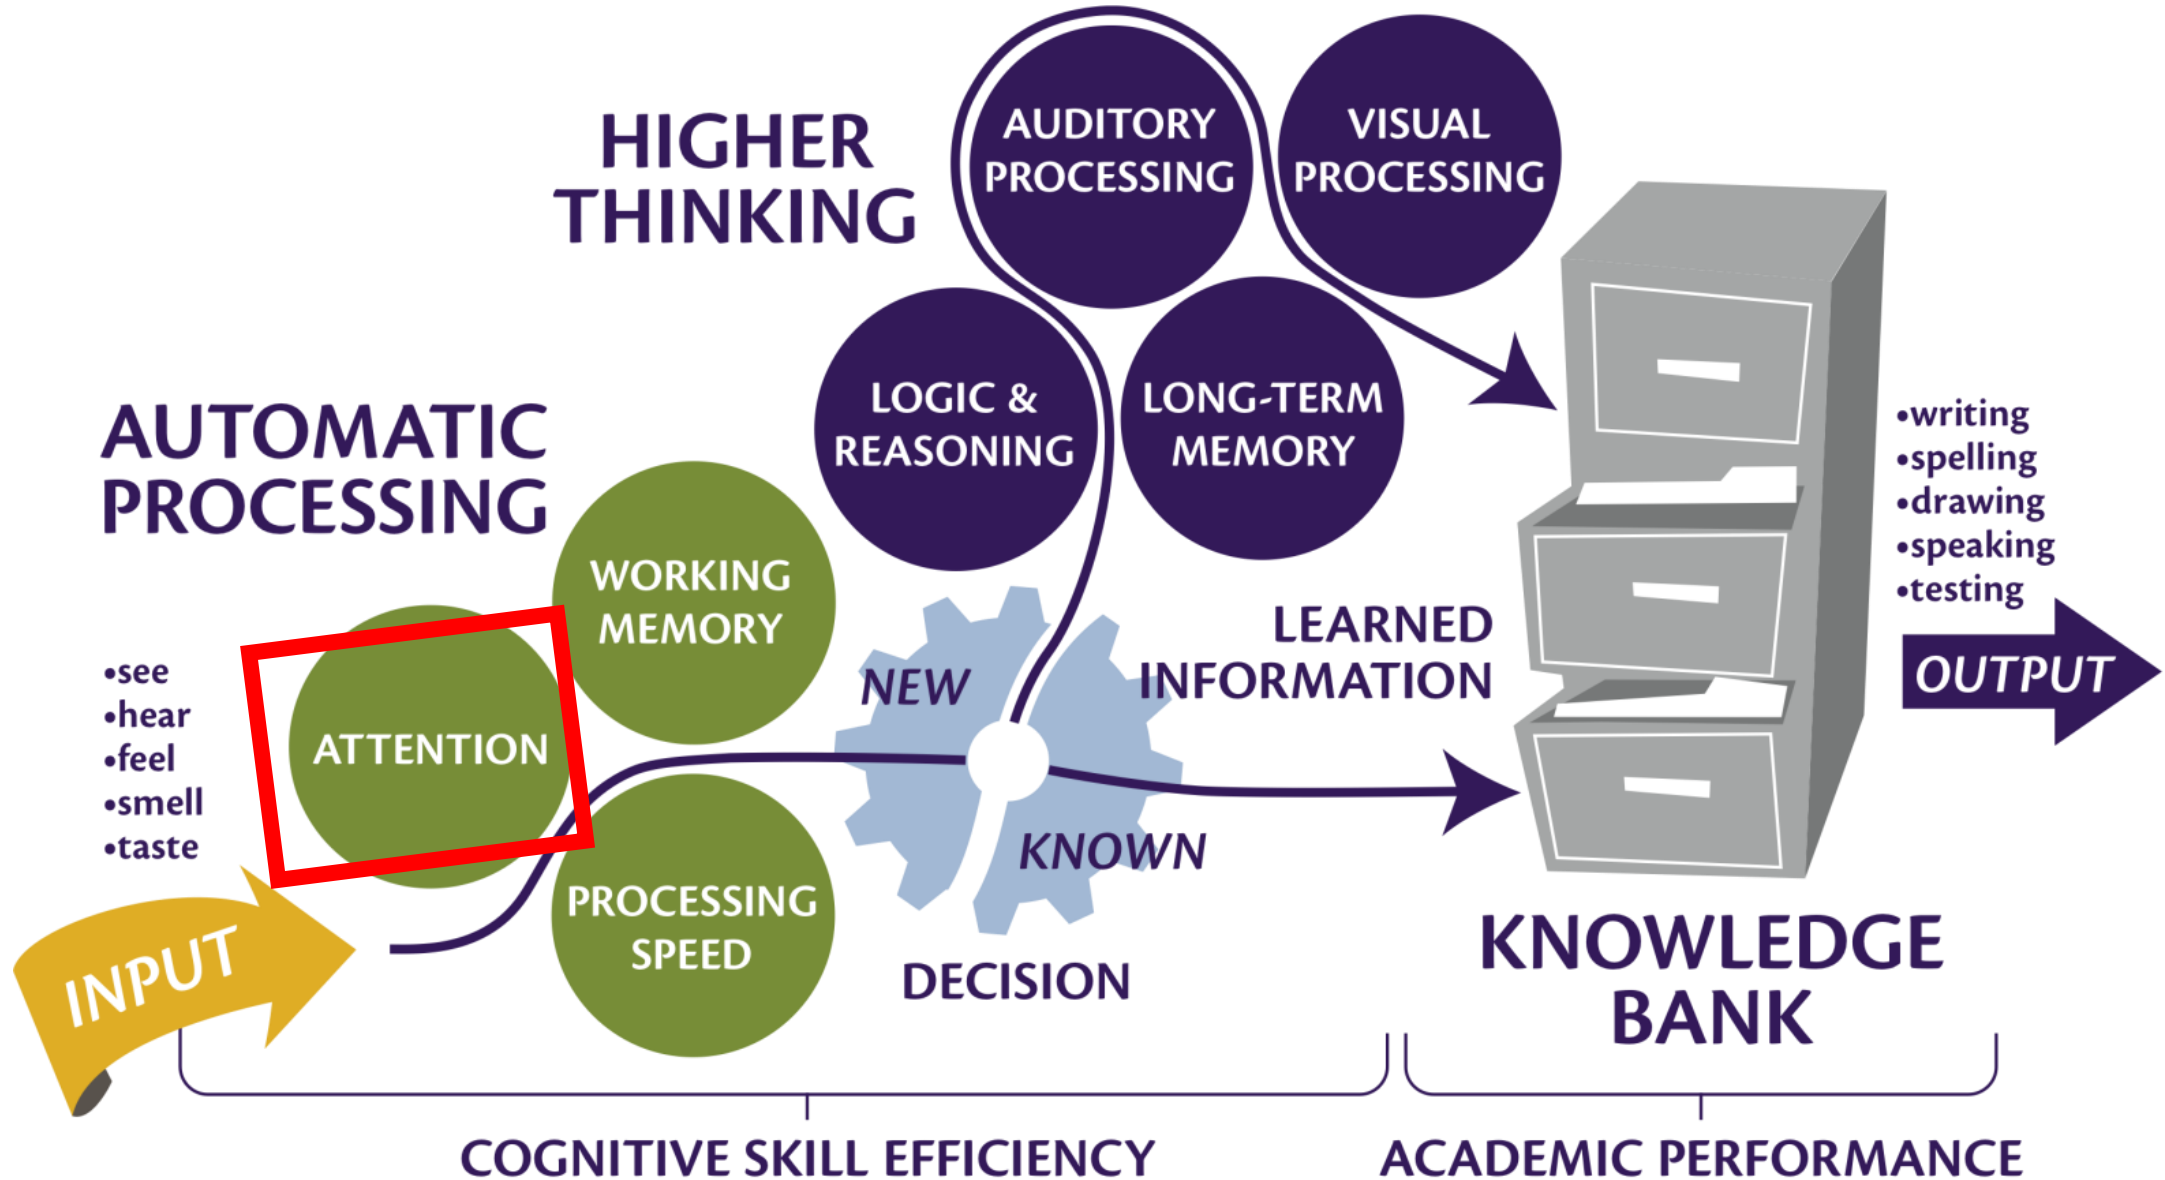 HIGHER
THINKING
AUDITORY
PROCESSING
VISUAL
PROCESSING
LOGIC &
REASONING
LONG-TERM
MEMORY
AUTOMATIC
PROCESSING
WORKING
MEMORY
ATTENTION
PROCESSING
SPEED
•see
•hear
•feel
•smell
•taste
INPUT
NEW
KNOWN
DECISION
LEARNED
INFORMATION
•writing
•spelling
•drawing
•speaking
•testing
OUTPUT
KNOWLEDGE
BANK
COGNITIVE SKILL EFFICIENCY
ACADEMIC PERFORMANCE